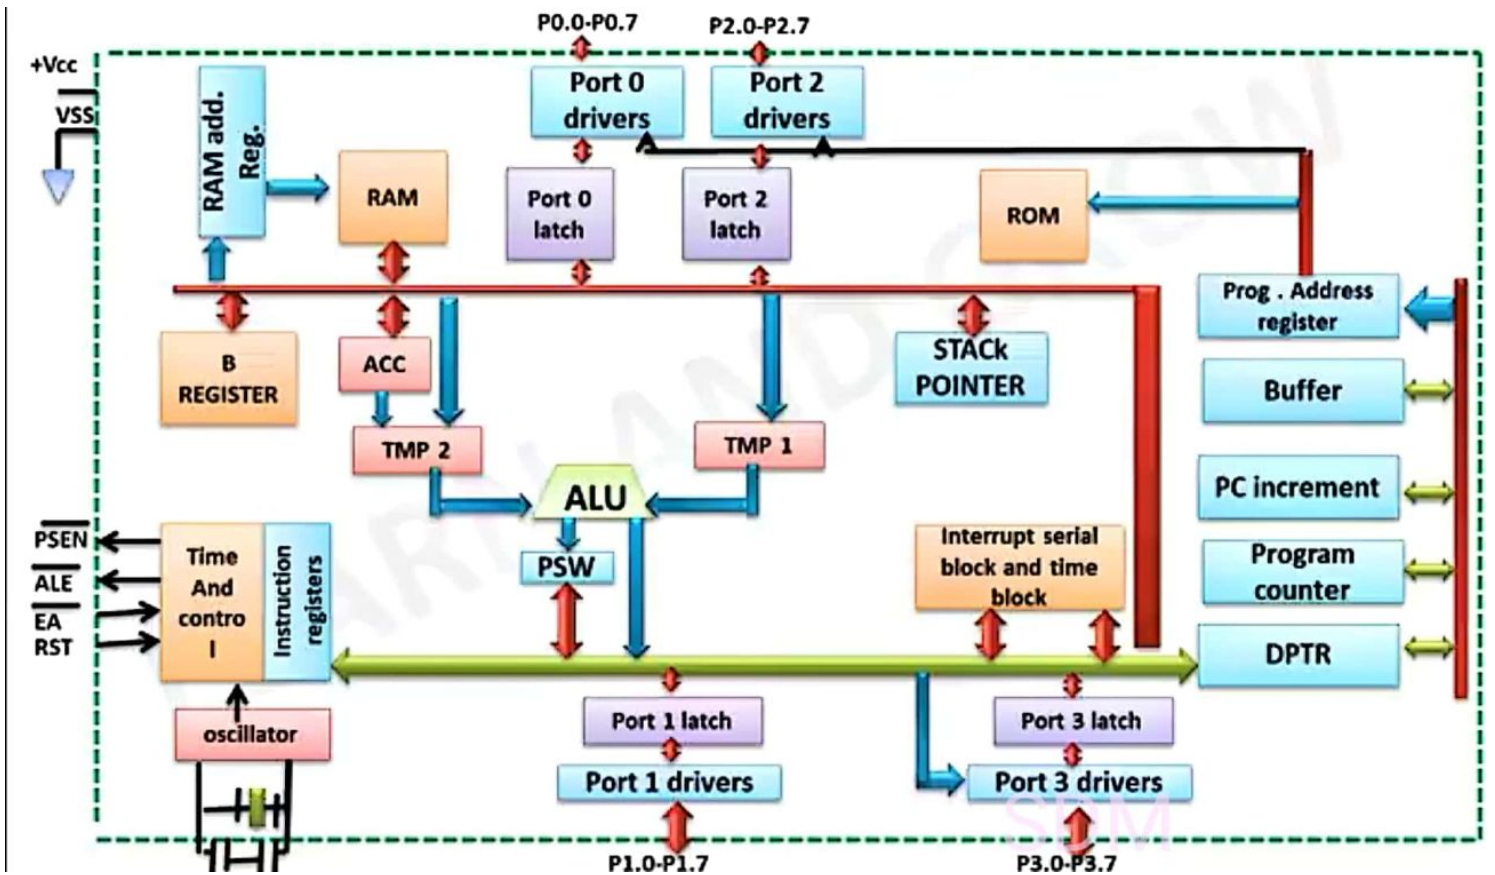 P0.0-P0.7
P2.0-P2.7
+Vcc
VSS
RAM add.
Reg.
RAM
Port 0
drivers
Port 2
drivers
Port 0
latch
Port 2
latch
ROM
Prog . Address
register
B
REGISTER
ACC
STACk
POINTER
Buffer
TMP 2
TMP 1
ALU
PC increment
PSEN
ALE
EA
RST
Time
And
contro
l
Instruction
registers
PSW
Interrupt serial
block and time
block
Program
counter
DPTR
oscillator
Port 1 latch
Port 3 latch
Port 1 drivers
Port 3 drivers
SDM
P1.0-P1.7
P3.0-P3.7